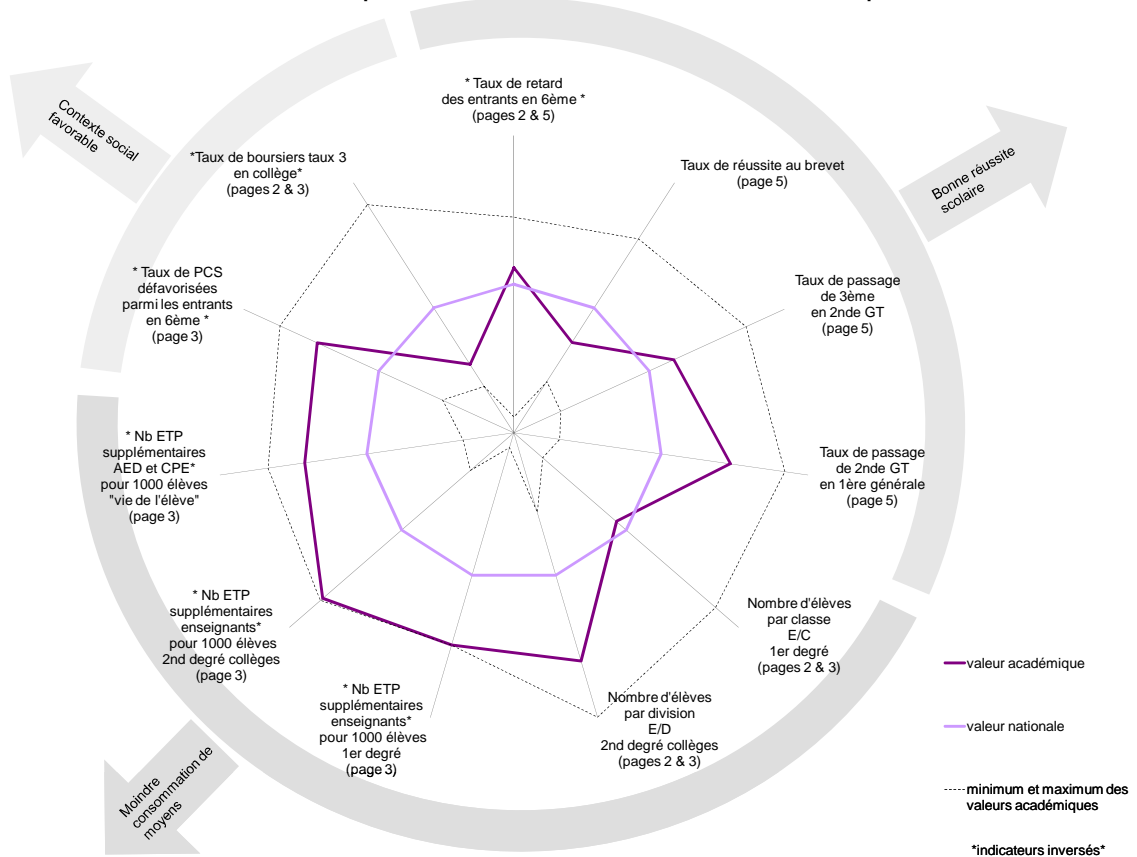 * Taux de retard
des entrants en 6ème *
(pages 2 & 5)
Contexte social
favorable
*Taux de boursiers taux 3
en collège*
(pages 2 & 3)
Taux de réussite au brevet
(page 5)
Bonne réussite
scolaire
* Taux de PCS
défavorisées
parmi les entrants
en 6ème *
(page 3)
Taux de passage
de 3ème
en 2nde GT
(page 5)
* Nb ETP
supplémentaires
AED et CPE*
pour 1000 élèves
"vie de l'élève"
(page 3)
Taux de passage
de 2nde GT
en 1ère générale
(page 5)
* Nb ETP
supplémentaires
enseignants*
pour 1000 élèves
2nd degré collèges
(page 3)
Nombre d'élèves
par classe
E/C
1er degré
(pages 2 & 3)
* Nb ETP
supplémentaires
enseignants*
pour 1000 élèves
1er degré
(page 3)
Nombre d'élèves
par division
E/D
2nd degré collèges
(pages 2 & 3)
Moindre
consommation de
moyens
valeur académique
valeur nationale
minimum et maximum des
valeurs académiques
*indicateurs inversés*